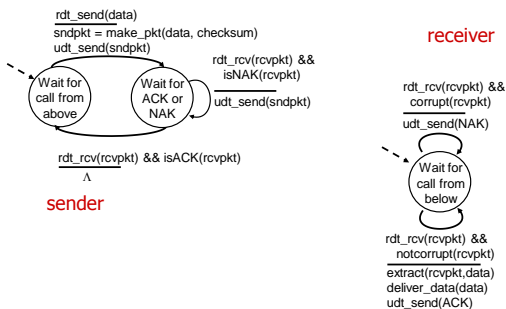 rdt_send(data)
sndpkt = make_pkt(data, checksum)
udt_send(sndpkt)
Wait for
call from
above
Wait for
ACK or
NAK
rdt_rcv(rcvpkt) &&
isNAK(rcvpkt)
udt_send(sndpkt)
rdt_rcv(rcvpkt) && isACK(rcvpkt)
Λ
sender
receiver
rdt_rcv(rcvpkt) &&
corrupt(rcvpkt)
udt_send(NAK)
Wait for
call from
below
rdt_rcv(rcvpkt) &&
notcorrupt(rcvpkt)
extract(rcvpkt,data)
deliver_data(data)
udt_send(ACK)